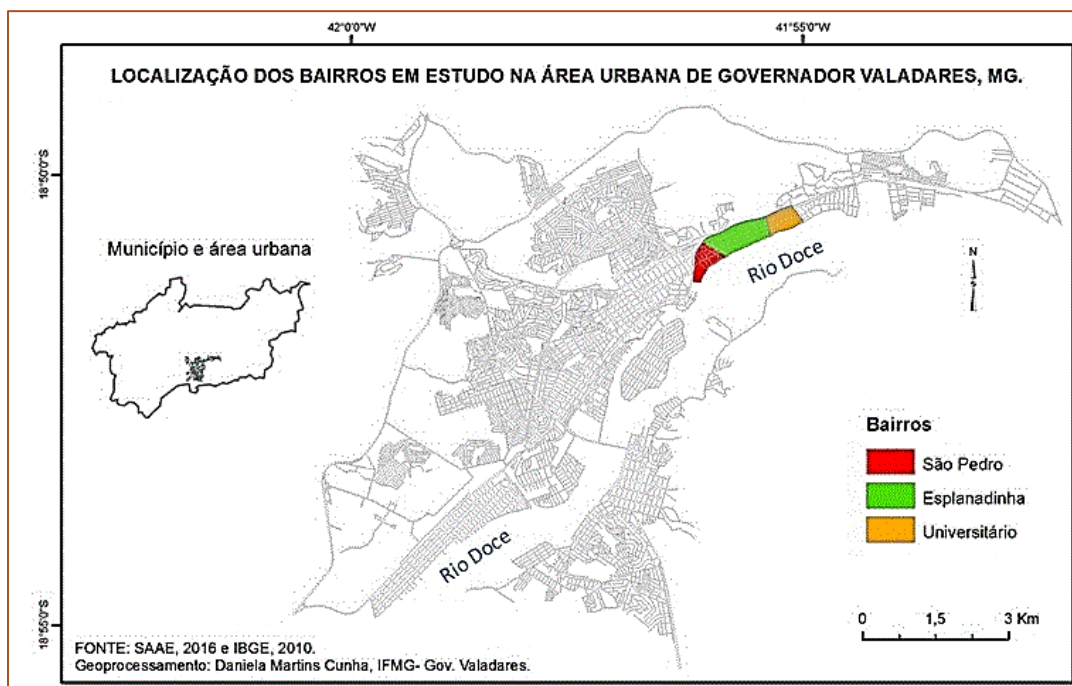 42°0'0"W
41°55'0"W
LOCALIZAÇÃO DOS BAIRROS EM ESTUDO NA ÁREA URBANA DE GOVERNADOR VALADARES, MG.
18°50'0"S
Município e área urbana
Rio Doce
N
Bairros
São Pedro
Esplanadinha
Universitário
Rio Doce
0 1,5 3 Km
18°55'0"S
FONTE: SAAE, 2016 e IBGE, 2010.
Geoprocessamento: Daniela Martins Cunha, IFMG- Gov. Valadares.